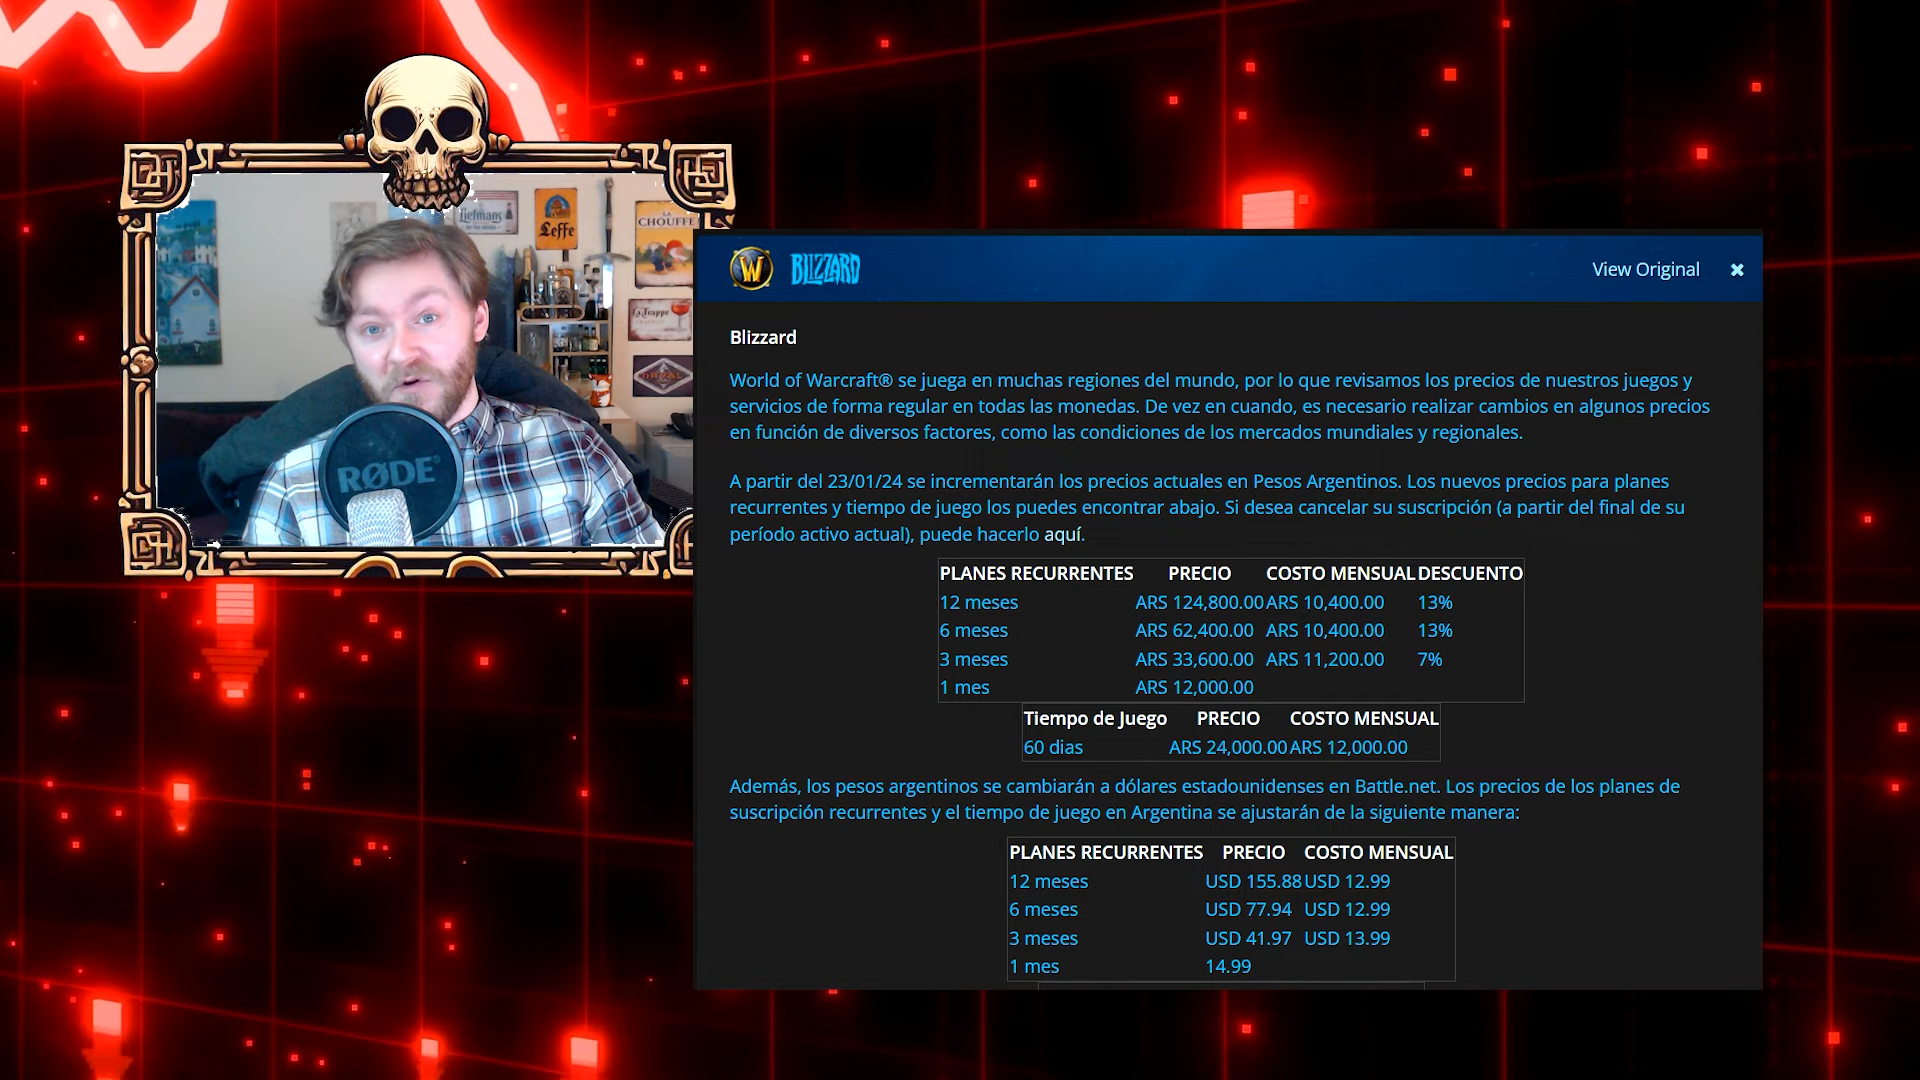 Liefmans
Leffe
LA
CHOUFFE
La Trappe
ORVAL
RØDE
W
BLIZZARD
View Original
Blizzard
World of Warcraft® se juega en muchas regiones del mundo, por lo que revisamos los precios de nuestros juegos y
servicios de forma regular en todas las monedas. De vez en cuando, es necesario realizar cambios en algunos precios
en función de diversos factores, como las condiciones de los mercados mundiales y regionales.
A partir del 23/01/24 se incrementarán los precios actuales en Pesos Argentinos. Los nuevos precios para planes
recurrentes y tiempo de juego los puedes encontrar abajo. Si desea cancelar su suscripción (a partir del final de su
período activo actual), puede hacerlo aquí.
PLANES RECURRENTES PRECIO COSTO MENSUAL DESCUENTO
12 meses ARS 124,800.00 ARS 10,400.00 13%
6 meses ARS 62,400.00 ARS 10,400.00 13%
3 meses ARS 33,600.00 ARS 11,200.00 7%
1 mes ARS 12,000.00
Tiempo de Juego PRECIO COSTO MENSUAL
60 dias ARS 24,000.00 ARS 12,000.00
Además, los pesos argentinos se cambiarán a dólares estadounidenses en Battle.net. Los precios de los planes de
suscripción recurrentes y el tiempo de juego en Argentina se ajustarán de la siguiente manera:
PLANES RECURRENTES PRECIO COSTO MENSUAL
12 meses USD 155.88 USD 12.99
6 meses USD 77.94 USD 12.99
3 meses USD 41.97 USD 13.99
1 mes 14.99